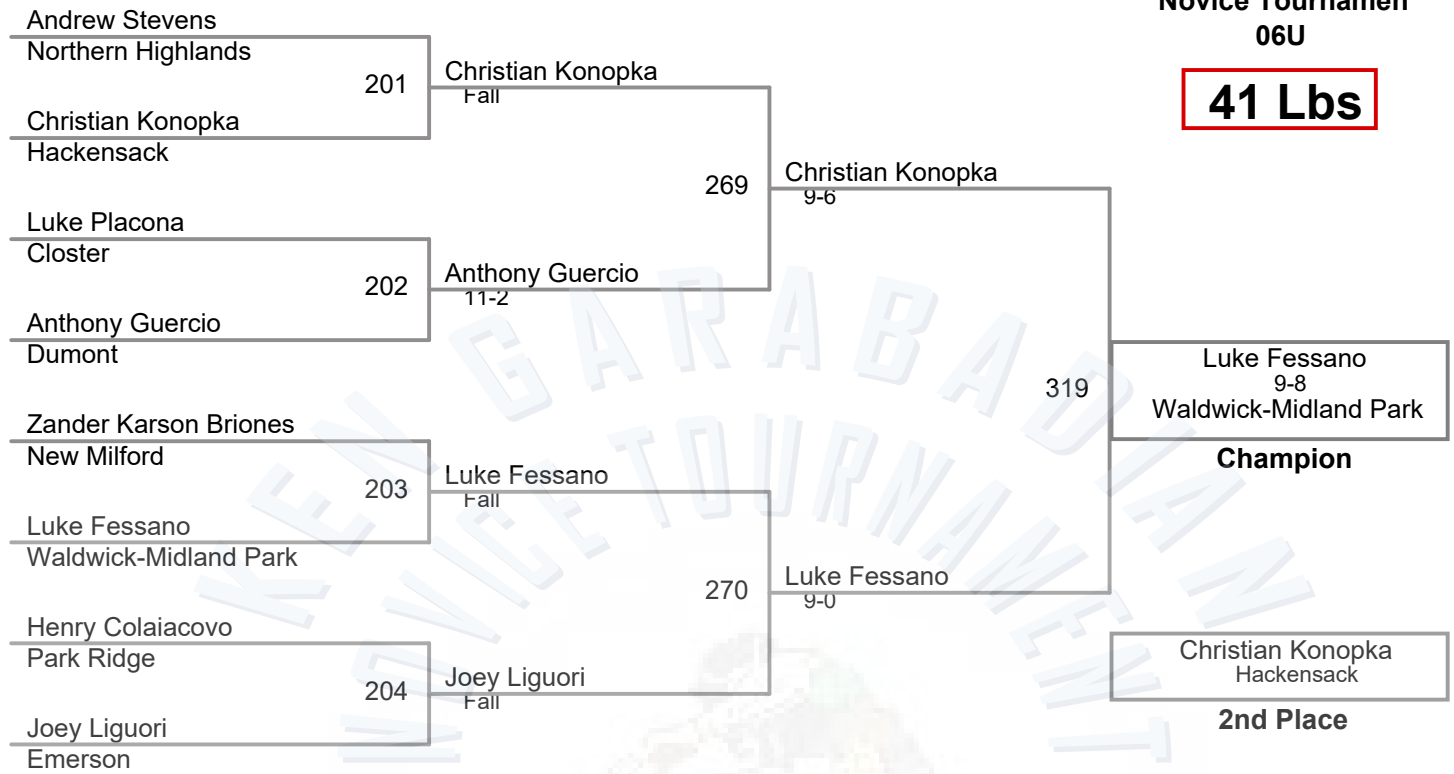 Novice Tournamen
06U
41 Lbs
Andrew Stevens
Northern Highlands
201
Christian Konopka
Hackensack
Christian Konopka
Fall
Luke Placona
Closter
202
Anthony Guercio
Dumont
Anthony Guercio
11-2
269
Christian Konopka
9-6
Zander Karson Briones
New Milford
203
Luke Fessano
Waldwick-Midland Park
Luke Fessano
Fall
Henry Colaiacovo
Park Ridge
204
Joey Liguori
Emerson
Joey Liguori
Fall
270
Luke Fessano
9-0
319
Luke Fessano
9-8
Waldwick-Midland Park
Champion
Christian Konopka
Hackensack
2nd Place
KEN GARABADIAN
NOVICE TOURNAMENT